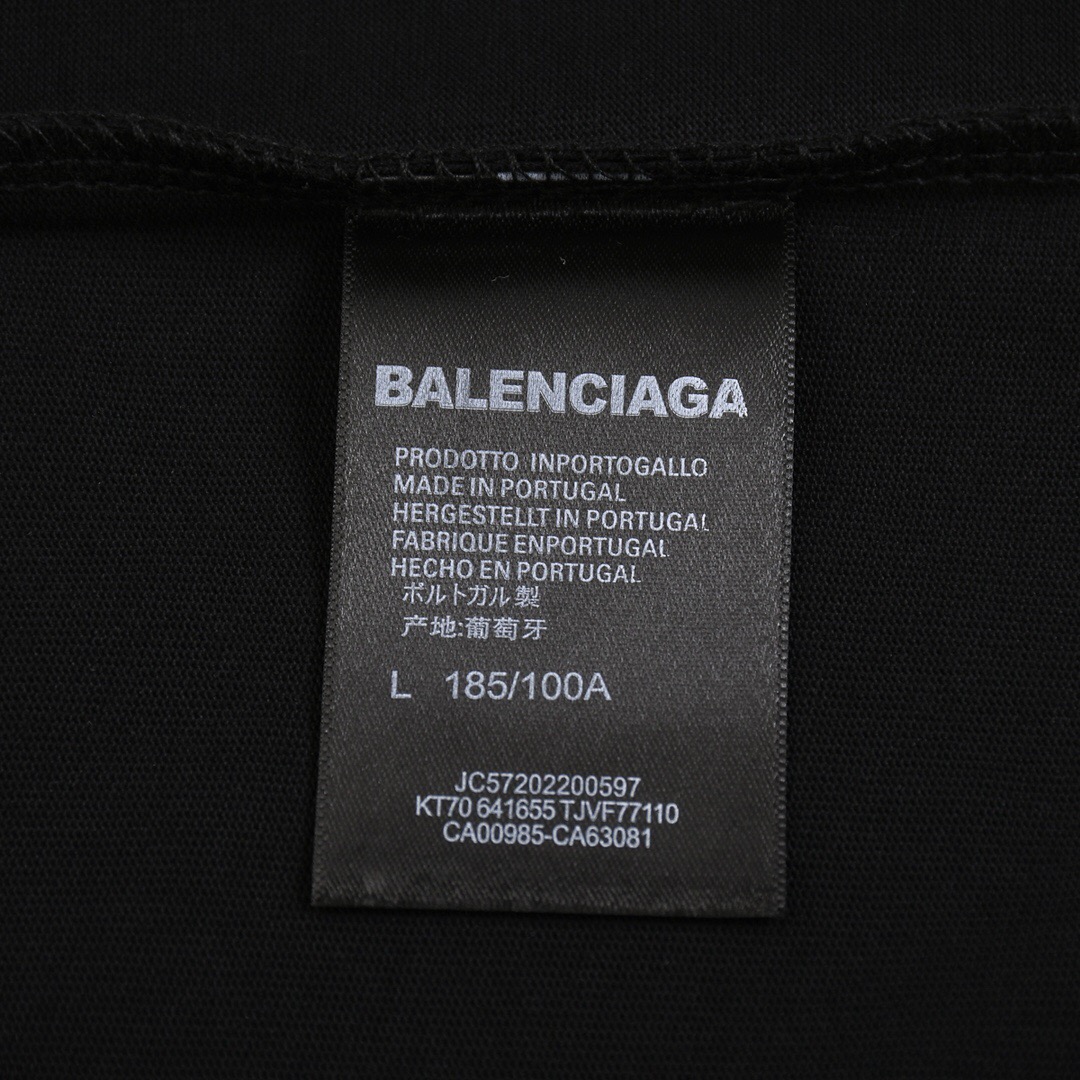 BALENCIAGA
PRODOTTO INPORTOGALLO
MADE IN PORTUGAL
HERGESTELLT IN PORTUGAL
FABRIQUE ENPORTUGAL
HECHO EN PORTUGAL
ポルトガル製
产地:葡萄牙
L 185/100A
JC57202200597
KT70 641655 TJVF77110
CA00985-CA63081